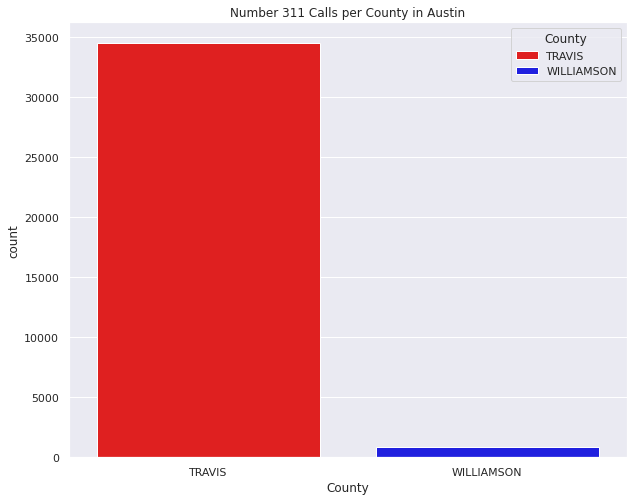 Number 311 Calls per County in Austin
County
TRAVIS
WILLIAMSON
count
35000
30000
25000
20000
15000
10000
5000
0
TRAVIS
WILLIAMSON
County